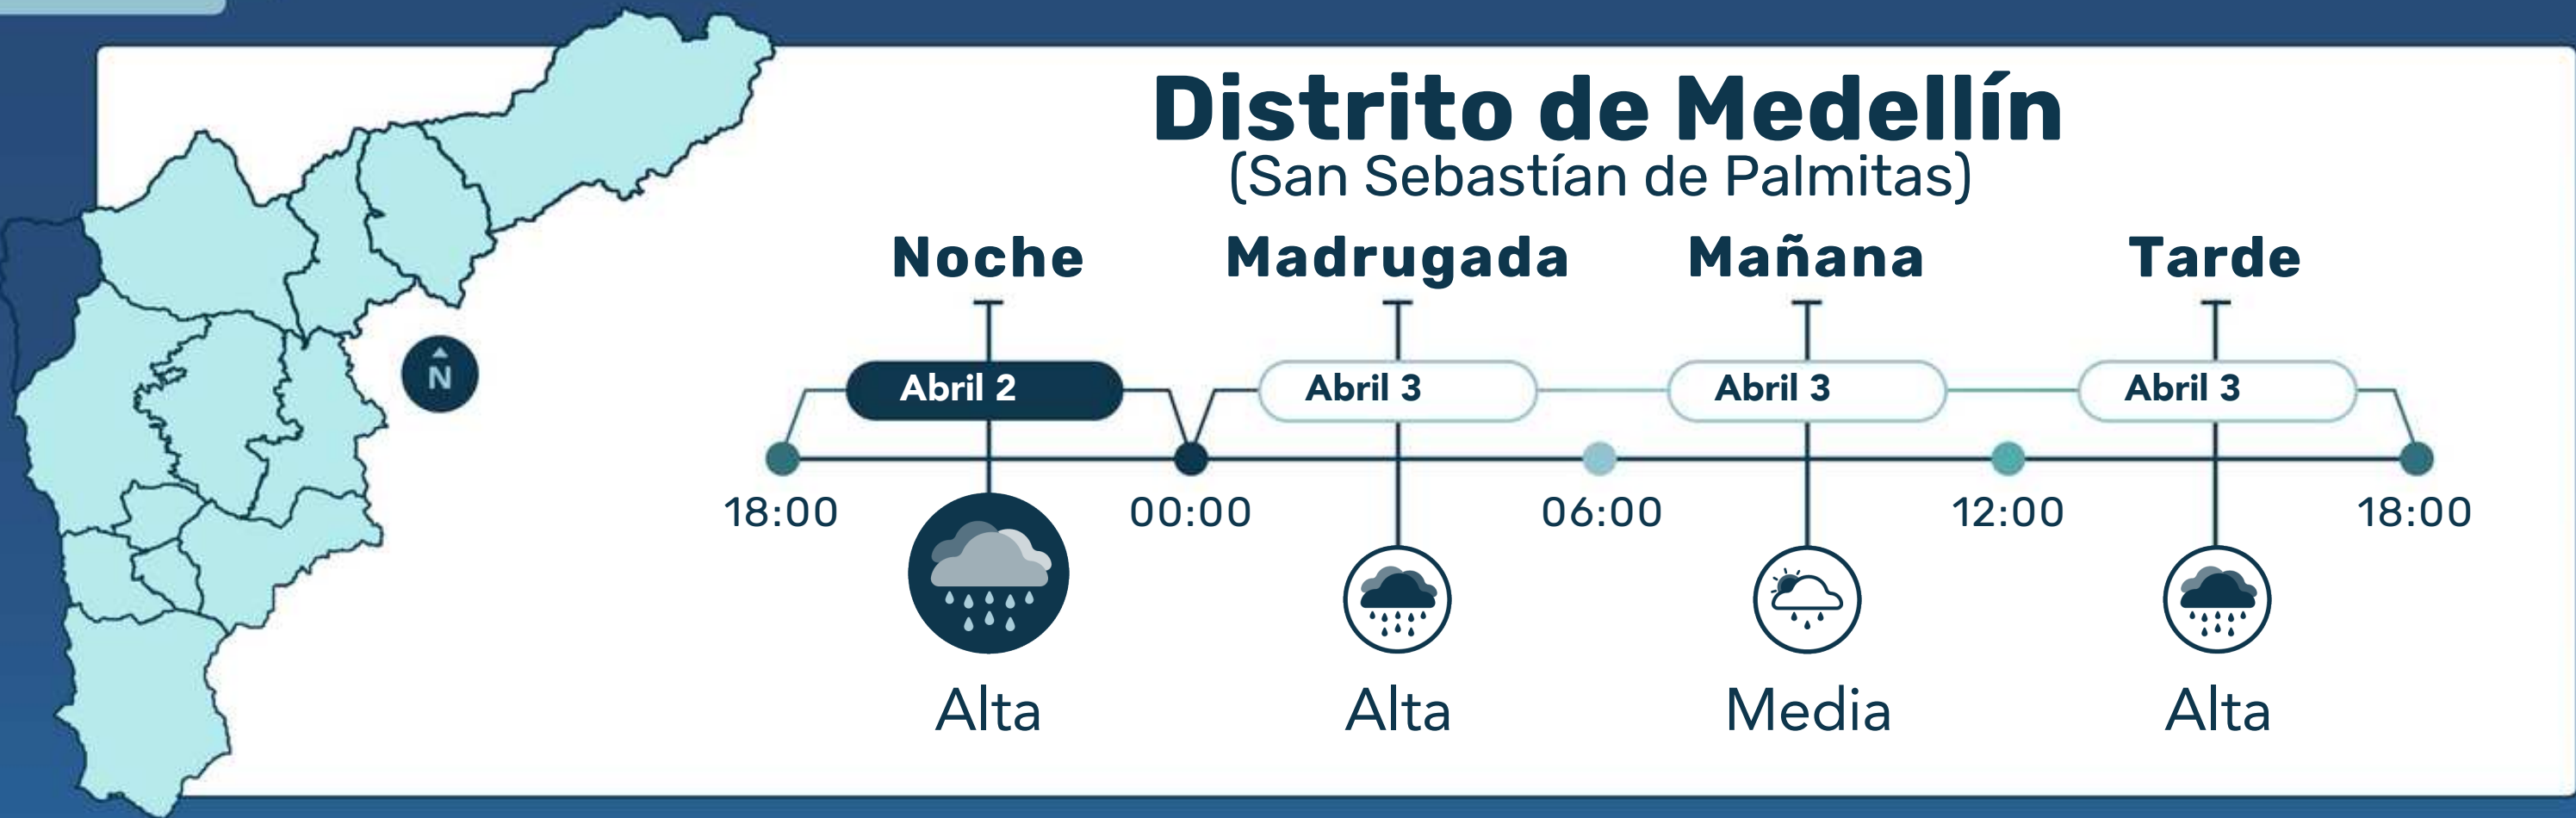 Distrito de Medellín
(San Sebastían de Palmitas)
Noche Madrugada Mañana Tarde
N
Abril 2 Abril 3 Abril 3 Abril 3
18:00 00:00 06:00 12:00 18:00
Alta Alta Media Alta